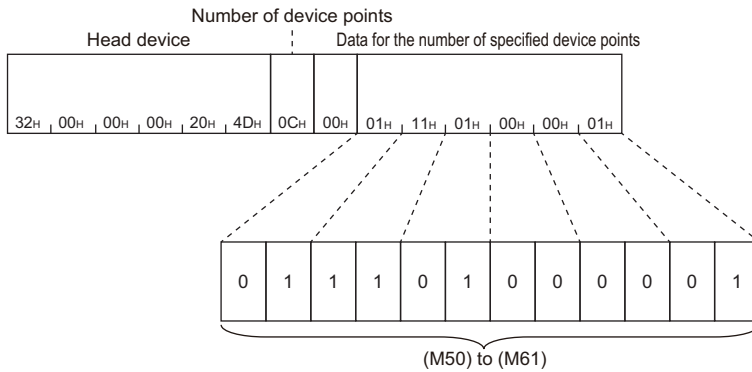 Number of device points
Head device
Data for the number of specified device points
32H 00H 00H 00H 20H 4DH 0CH 00H 01H 11H 01H 00H 00H 01H
0 1 1 1 0 1 0 0 0 0 0 1
(M50) to (M61)